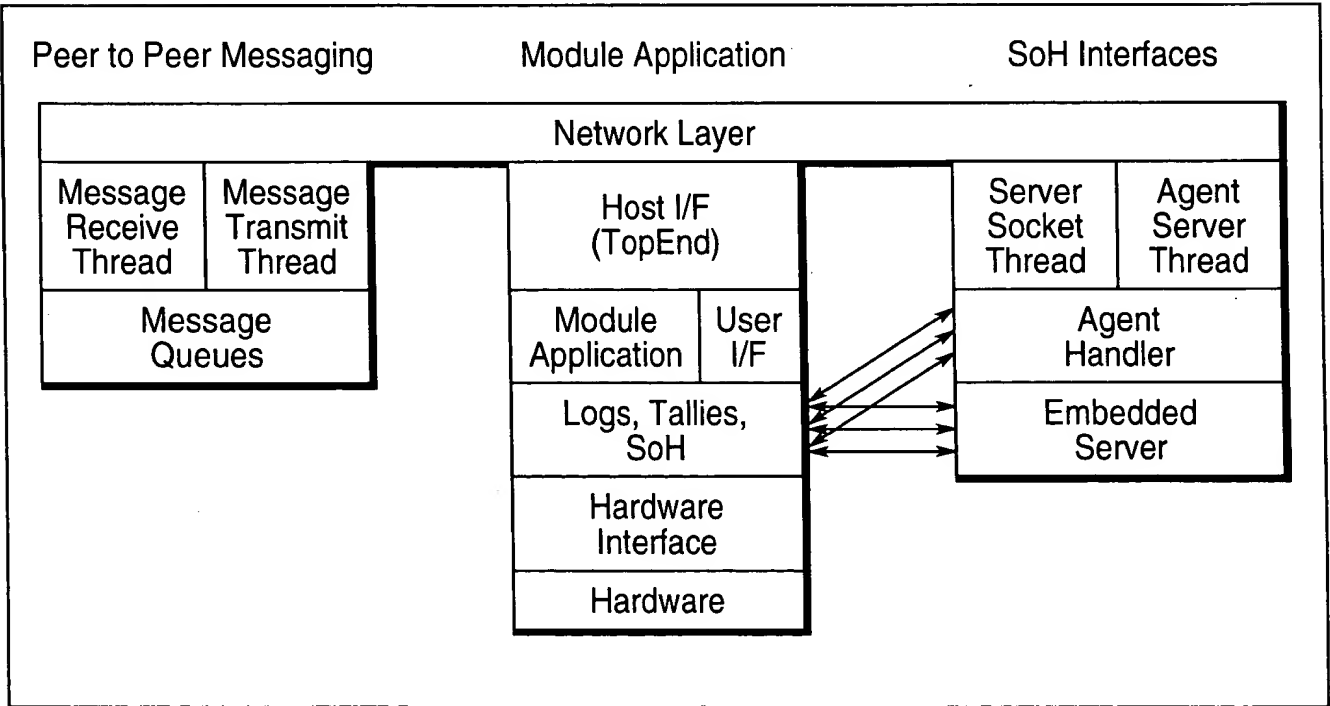 Peer to Peer Messaging
Module Application
SoH Interfaces
Network Layer
Message
Receive
Thread
Message
Transmit
Thread
Message
Queues
Host I/F
(TopEnd)
Module
Application
User
I/F
Logs, Tallies,
SoH
Hardware
Interface
Hardware
Server
Socket
Thread
Agent
Server
Thread
Agent
Handler
Embedded
Server